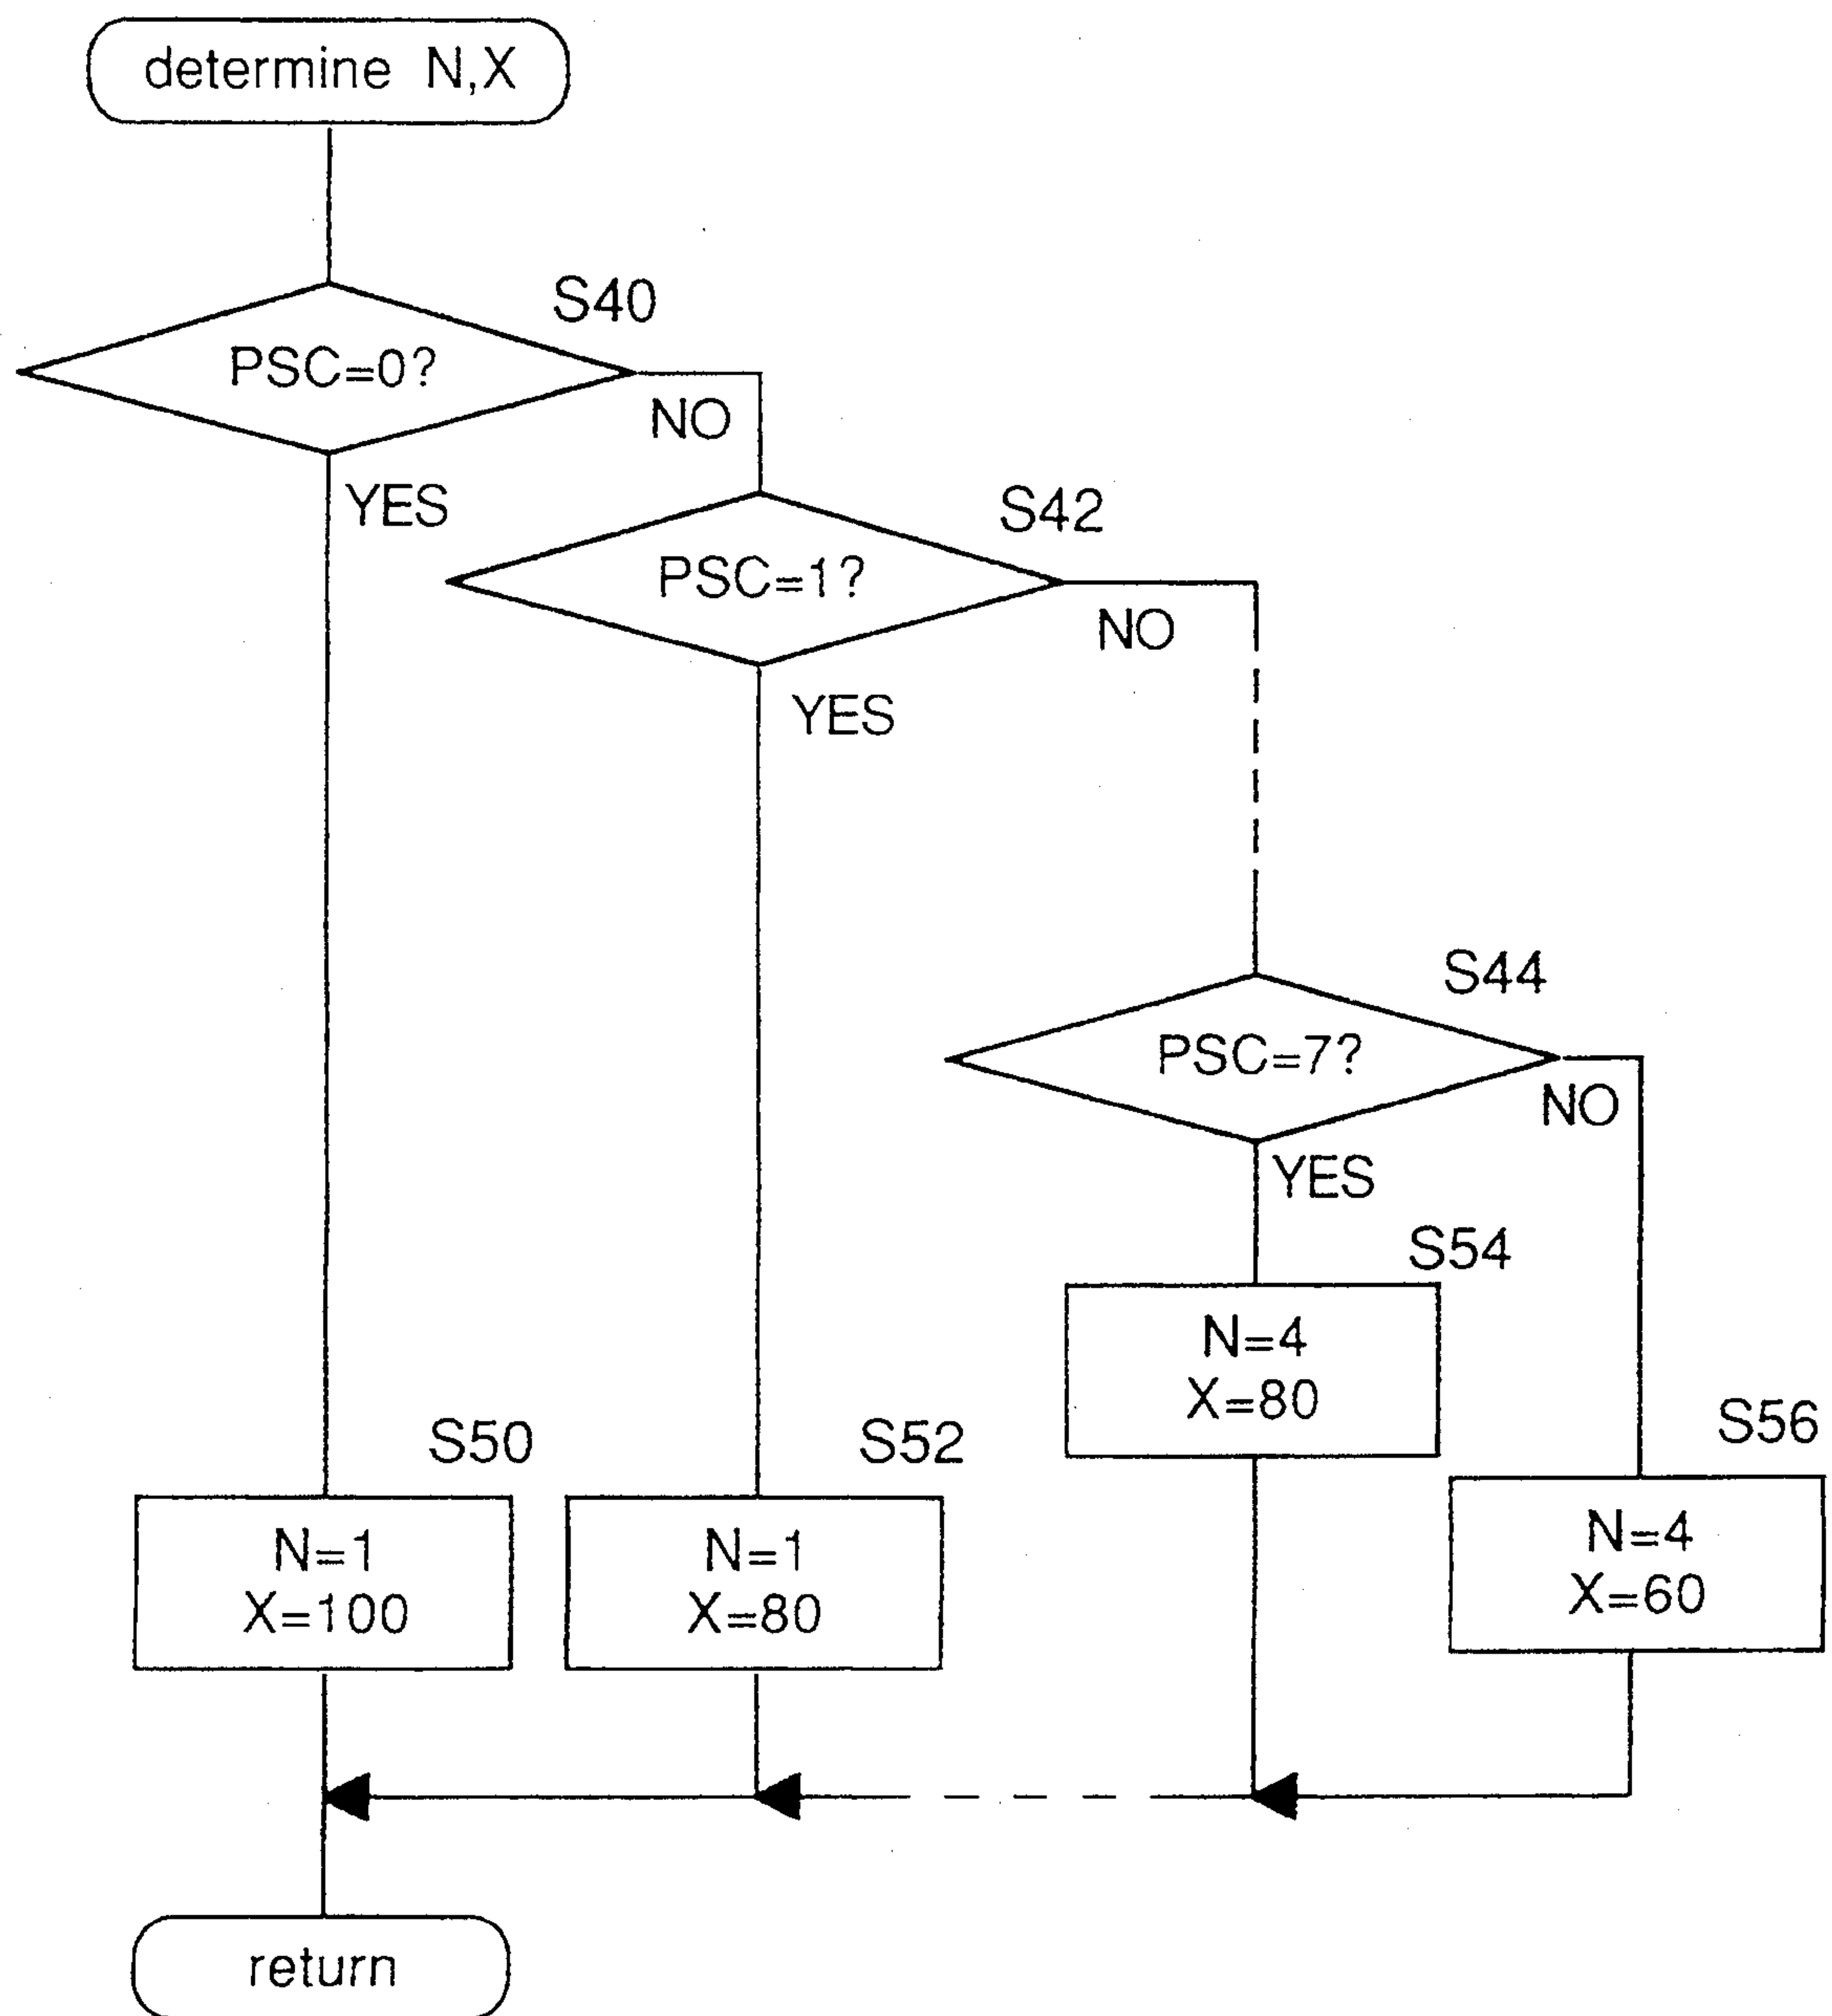 determine N,X
S40
PSC=0?
NO
YES
S42
PSC=1?
NO
YES
S44
PSC=7?
NO
YES
S54
N=4
X=80
S50
N=1
X=100
S52
N=1
X=80
S56
N=4
X=60
return